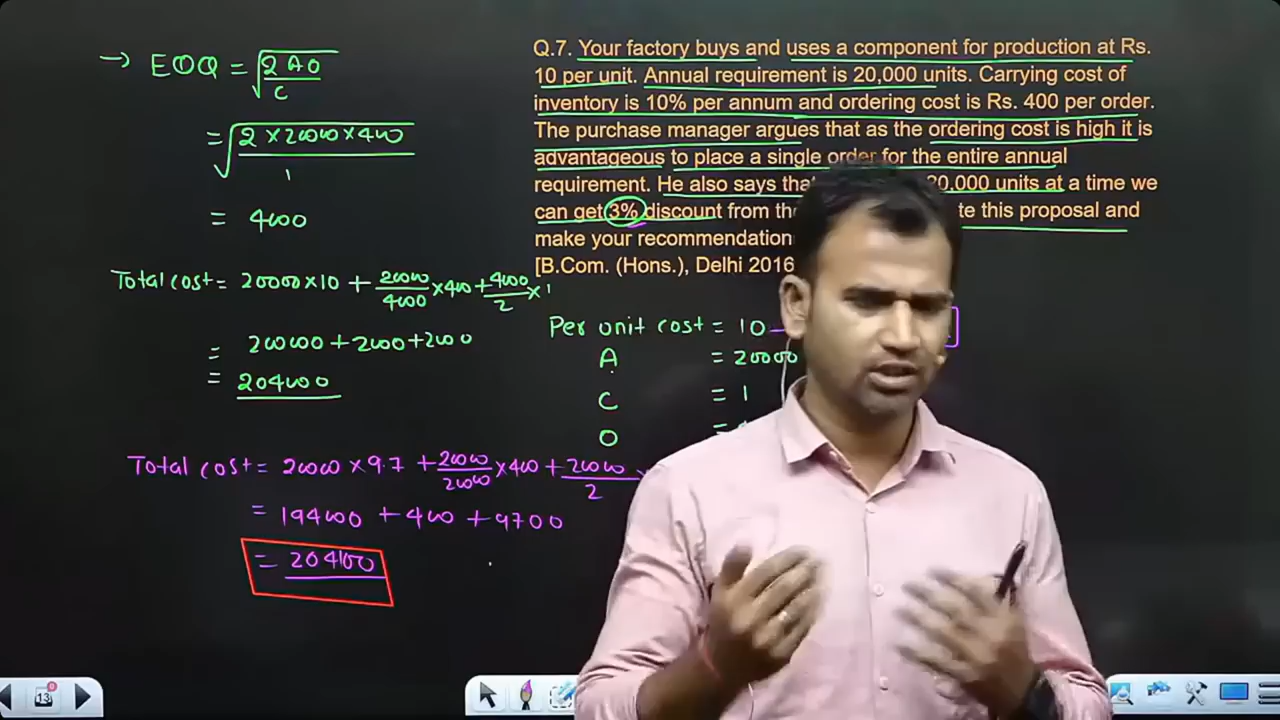 → EOQ = √2AO
C
= √2 × 20000 × 400
1
= 4000
Total cost = 20000 × 10 + 20000/4000 × 400 + 4000/2 × 1
= 200000 + 2000 + 2000
= 204000
Total cost = 20000 × 9.7 + 20000/20000 × 400 + 20000/2
= 194000 + 400 + 9700
= 204100
Q.7. Your factory buys and uses a component for production at Rs.
10 per unit. Annual requirement is 20,000 units. Carrying cost of
inventory is 10% per annum and ordering cost is Rs. 400 per order.
The purchase manager argues that as the ordering cost is high it is
advantageous to place a single order for the entire annual
requirement. He also says that 20,000 units at a time we
can get 3% discount from the te this proposal and
make your recommendation
[B.Com. (Hons.), Delhi 2016
Per unit cost = 10
A = 20000
C = 1
O =
13